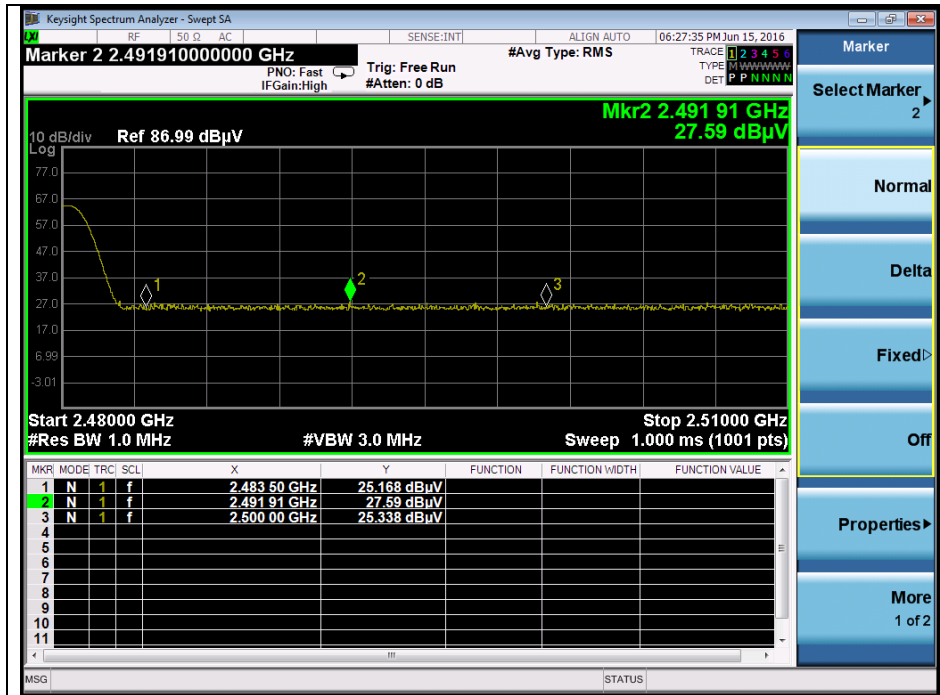 Keysight Spectrum Analyzer - Swept SA
LXI RF 50 Ω AC SENSE:INT ALIGN AUTO 06:27:35 PM Jun 15, 2016
Marker 2 2.491910000000 GHz
PNO: Fast
IFGain:High
Trig: Free Run
#Atten: 0 dB
#Avg Type: RMS
TRACE 1 2 3 4 5 6
TYPE M W W W W W
DET P P N N N N
Mkr2 2.491 91 GHz
27.59 dBµV
10 dB/div Ref 86.99 dBµV
Log
77.0
67.0
57.0
47.0
37.0
27.0
17.0
6.99
-3.01
1
2
3
Start 2.48000 GHz Stop 2.51000 GHz
#Res BW 1.0 MHz #VBW 3.0 MHz Sweep 1.000 ms (1001 pts)
MKR MODE TRC SCL X Y FUNCTION FUNCTION WIDTH FUNCTION VALUE
1 N 1 f 2.483 50 GHz 25.168 dBµV
2 N 1 f 2.491 91 GHz 27.59 dBµV
3 N 1 f 2.500 00 GHz 25.338 dBµV
4
5
6
7
8
9
10
11
MSG STATUS
Marker
Select Marker
2
Normal
Delta
Fixed
Off
Properties
More
1 of 2